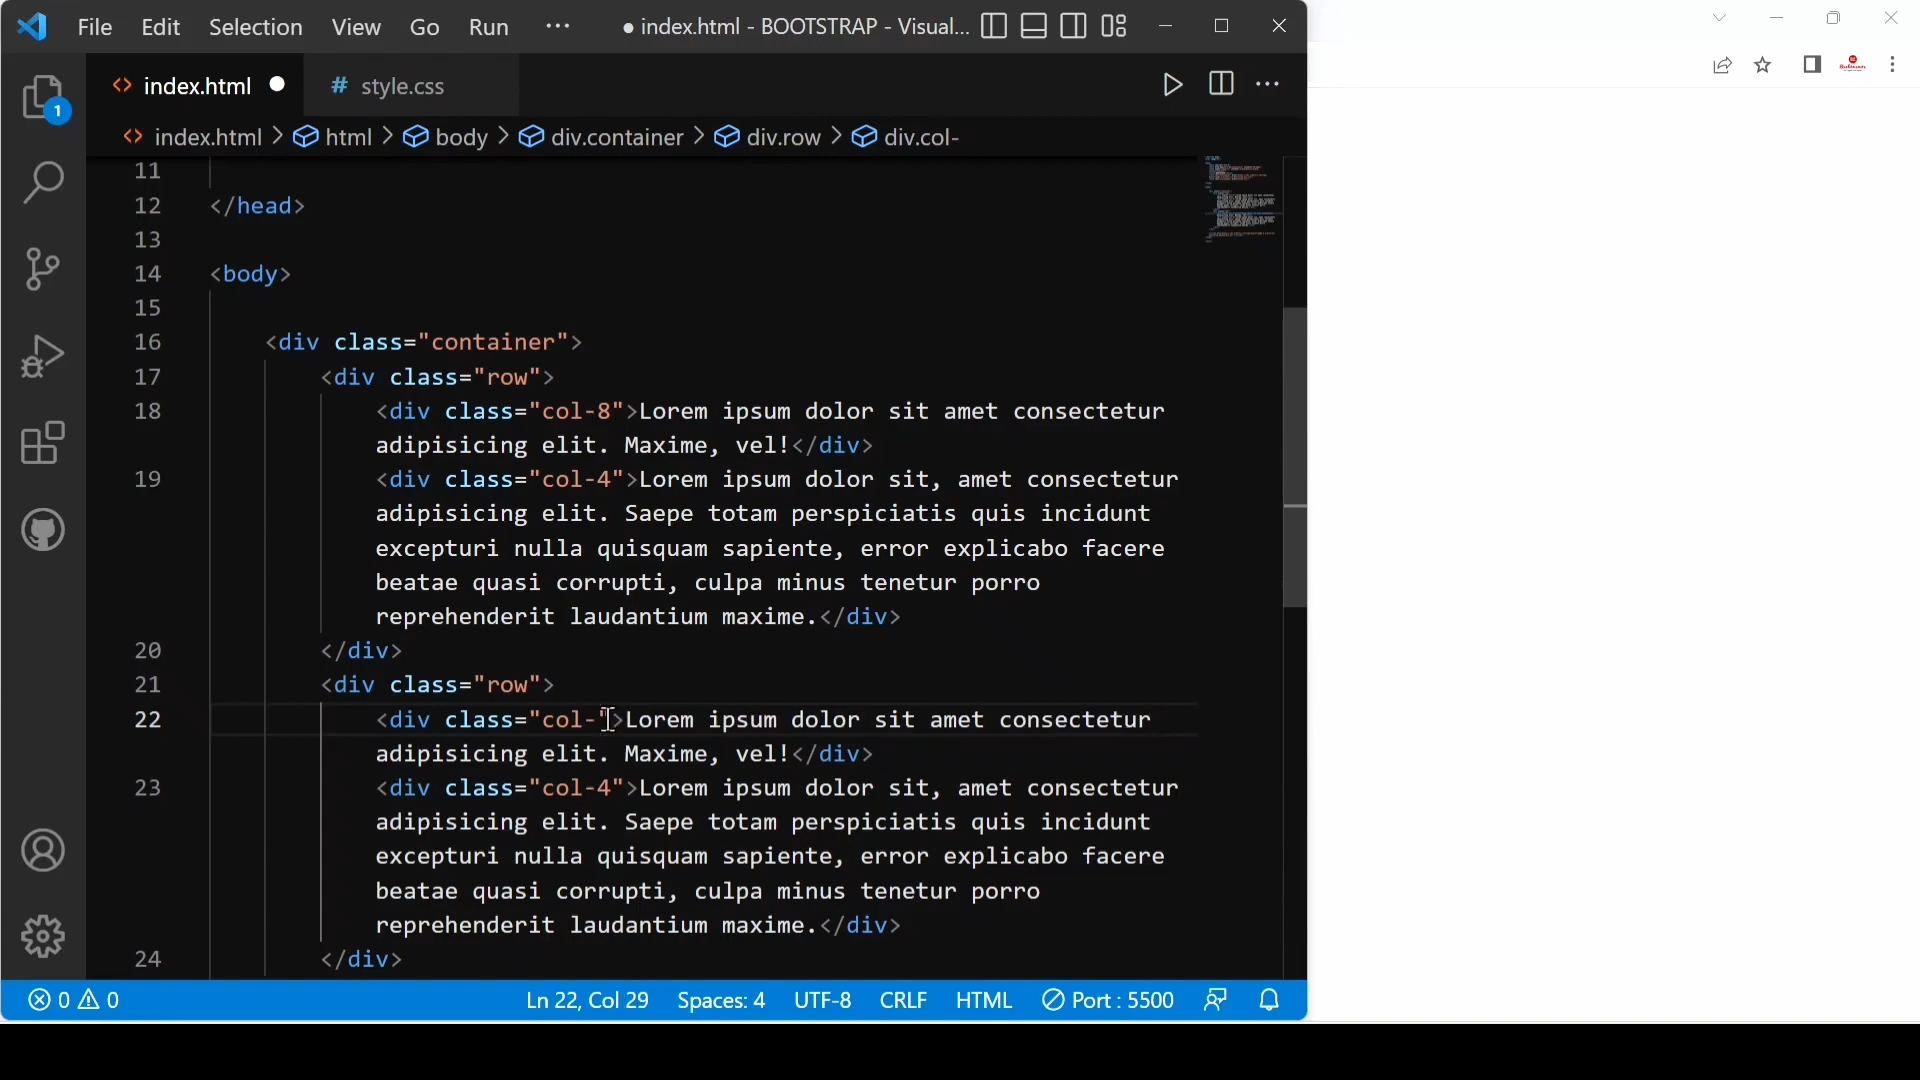 File Edit Selection View Go Run ··· ● index.html - BOOTSTRAP - Visual...
index.html style.css
index.html > html > body > div.container > div.row > div.col-
11
12 </head>
13
14 <body>
15
16 <div class="container">
17 <div class="row">
18 <div class="col-8">Lorem ipsum dolor sit amet consectetur
adipisicing elit. Maxime, vel!</div>
19 <div class="col-4">Lorem ipsum dolor sit, amet consectetur
adipisicing elit. Saepe totam perspiciatis quis incidunt
excepturi nulla quisquam sapiente, error explicabo facere
beatae quasi corrupti, culpa minus tenetur porro
reprehenderit laudantium maxime.</div>
20 </div>
21 <div class="row">
22 <div class="col-">Lorem ipsum dolor sit amet consectetur
adipisicing elit. Maxime, vel!</div>
23 <div class="col-4">Lorem ipsum dolor sit, amet consectetur
adipisicing elit. Saepe totam perspiciatis quis incidunt
excepturi nulla quisquam sapiente, error explicabo facere
beatae quasi corrupti, culpa minus tenetur porro
reprehenderit laudantium maxime.</div>
24 </div>
1
0 0 Ln 22, Col 29 Spaces: 4 UTF-8 CRLF HTML Port : 5500